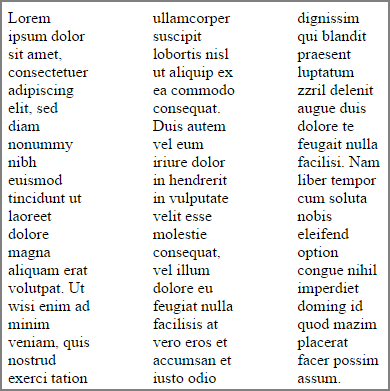 Lorem
ipsum dolor
sit amet,
consectetuer
adipiscing
elit, sed
diam
nonummy
nibh
euismod
tincidunt ut
laoreet
dolore
magna
aliquam erat
volutpat. Ut
wisi enim ad
minim
veniam, quis
nostrud
exerci tation
ullamcorper
suscipit
lobortis nisl
ut aliquip ex
ea commodo
consequat.
Duis autem
vel eum
iriure dolor
in hendrerit
in vulputate
velit esse
molestie
consequat,
vel illum
dolore eu
feugiat nulla
facilisis at
vero eros et
accumsan et
iusto odio
dignissim
qui blandit
praesent
luptatum
zzril delenit
augue duis
dolore te
feugait nulla
facilisi. Nam
liber tempor
cum soluta
nobis
eleifend
option
congue nihil
imperdiet
doming id
quod mazim
placerat
facer possim
assum.